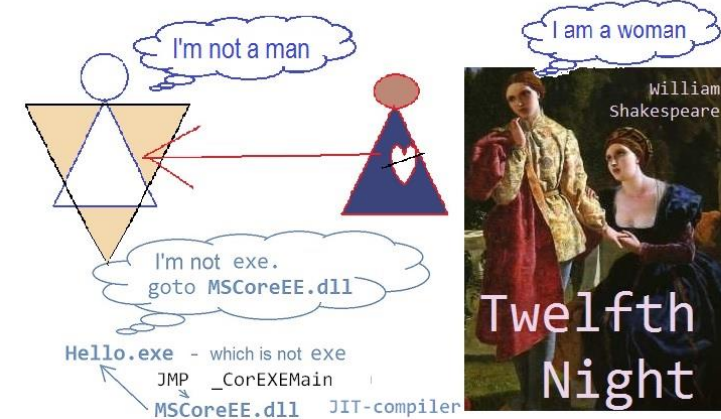 I'm not a man
I am a woman
William
Shakespeare
I'm not exe.
goto MSCoreEE.dll
Hello.exe - which is not exe
JMP _CorEXEMain
MSCoreEE.dll JIT-compiler
Twelfth
Night